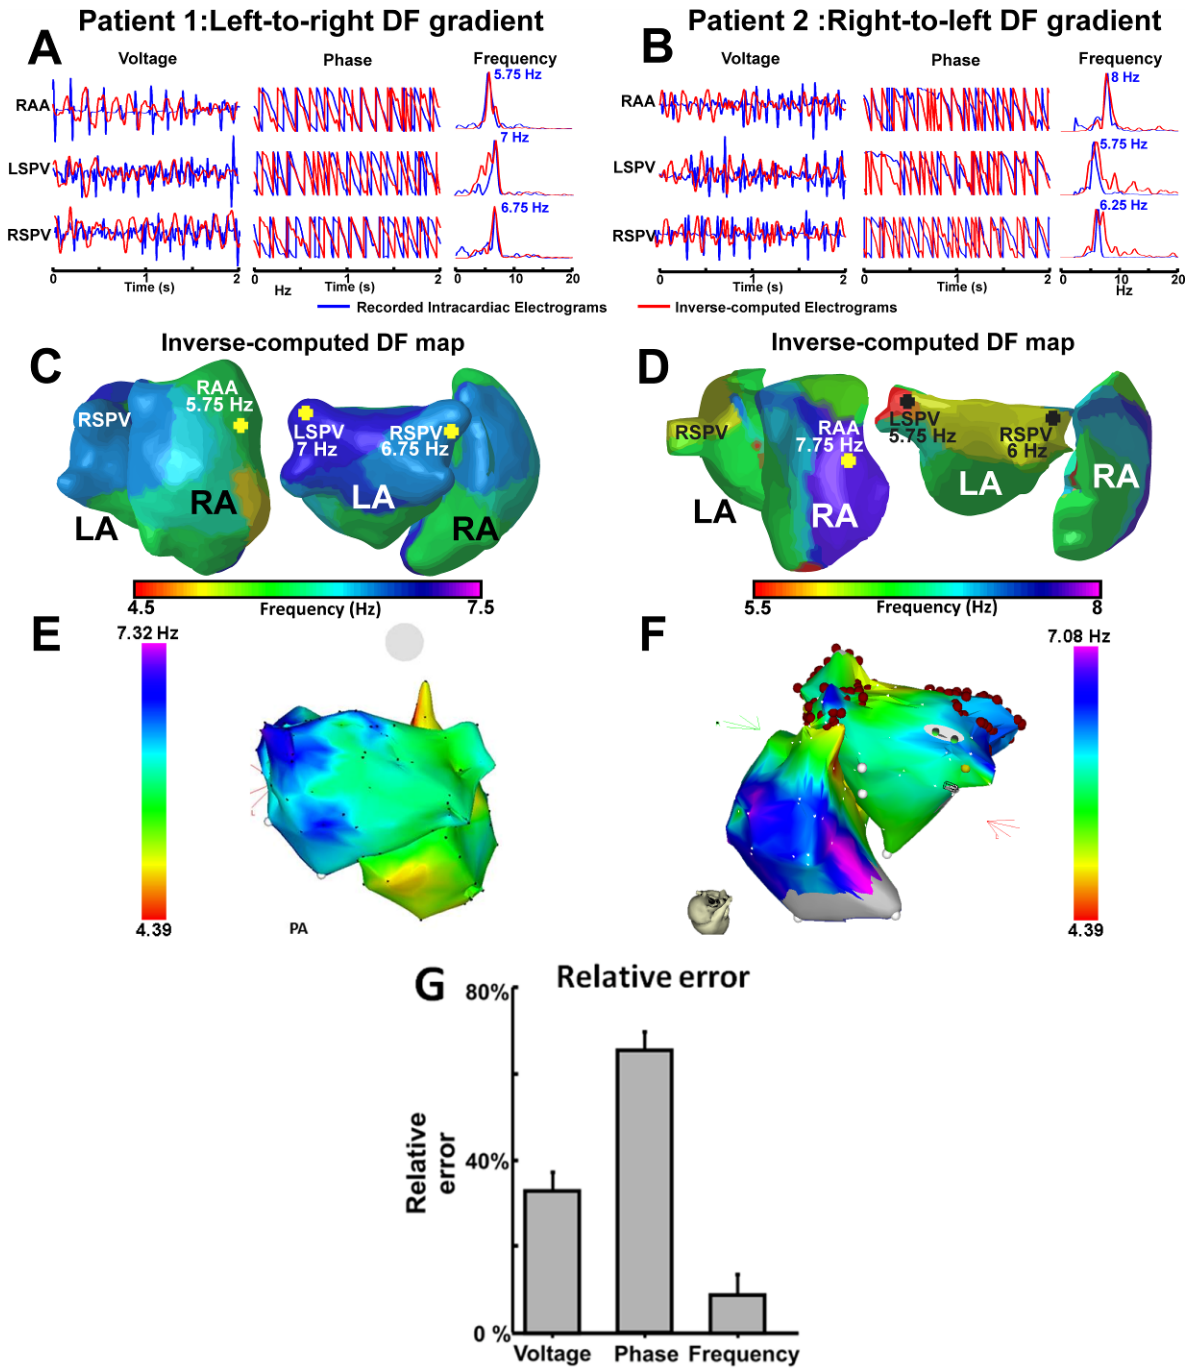 Patient 1:Left-to-right DF gradient
A
Voltage
Phase
Frequency
RAA
5.75 Hz
LSPV
7 Hz
RSPV
6.75 Hz
0
1
2
Time (s)
0
1
2
Hz
Time (s)
0
10
20
Patient 2 :Right-to-left DF gradient
B
Voltage
Phase
Frequency
RAA
8 Hz
LSPV
5.75 Hz
RSPV
6.25 Hz
0
1
2
Time (s)
0
1
2
Time (s)
0
10
20
Hz
Recorded Intracardiac Electrograms
Inverse-computed Electrograms
C
Inverse-computed DF map
RSPV
RAA
5.75 Hz
LA
RA
LSPV
7 Hz
RSPV
6.75 Hz
LA
RA
4.5
Frequency (Hz)
7.5
D
Inverse-computed DF map
RSPV
RAA
7.75 Hz
LA
RA
LSPV
5.75 Hz
RSPV
6 Hz
LA
RA
5.5
Frequency (Hz)
8
E
7.32 Hz
4.39
PA
F
7.08 Hz
4.39
G
Relative error
80%
40%
0 %
Relative
error
Voltage
Phase
Frequency